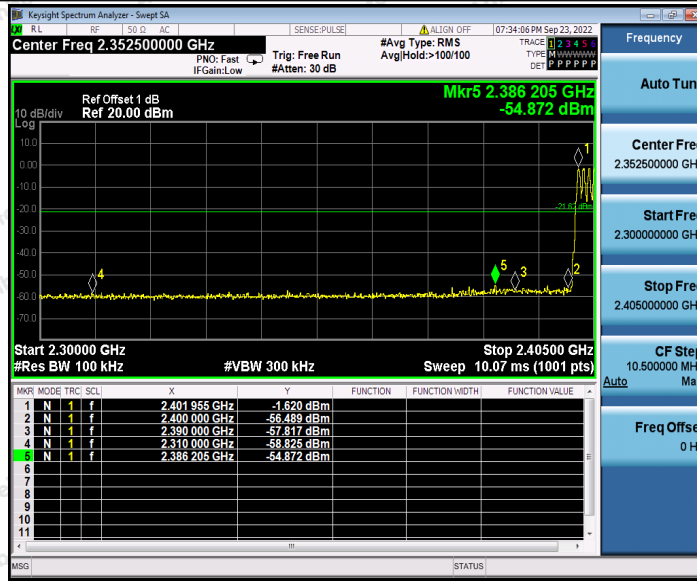 Keysight Spectrum Analyzer - Swept SA
RL RF 50 Ω AC SENSE:PULSE ALIGN OFF 07:34:06 PM Sep 23, 2022
Center Freq 2.352500000 GHz
PNO: Fast
IFGain:Low
Trig: Free Run
#Atten: 30 dB
#Avg Type: RMS
Avg|Hold:>100/100
TRACE 1 2 3 4 5 6
TYPE M WWWWW
DET P P P P P P
Ref Offset 1 dB
10 dB/div Ref 20.00 dBm
Log
Mkr5 2.386 205 GHz
-54.872 dBm
10.0
0.00
-10.0
-20.0
-30.0
-40.0
-50.0
-60.0
-70.0
1
-21.62 dBm
4
5
3
2
Start 2.30000 GHz Stop 2.40500 GHz
#Res BW 100 kHz #VBW 300 kHz Sweep 10.07 ms (1001 pts)
MKR MODE TRC SCL X Y FUNCTION FUNCTION WIDTH FUNCTION VALUE
1 N 1 f 2.401 955 GHz -1.620 dBm
2 N 1 f 2.400 000 GHz -56.489 dBm
3 N 1 f 2.390 000 GHz -57.817 dBm
4 N 1 f 2.310 000 GHz -58.825 dBm
5 N 1 f 2.386 205 GHz -54.872 dBm
6
7
8
9
10
11
MSG STATUS
Frequency
Auto Tun
Center Fre
2.352500000 GH
Start Fre
2.300000000 GH
Stop Fre
2.405000000 GH
CF Ste
10.500000 MH
Auto Ma
Freq Offse
0 H